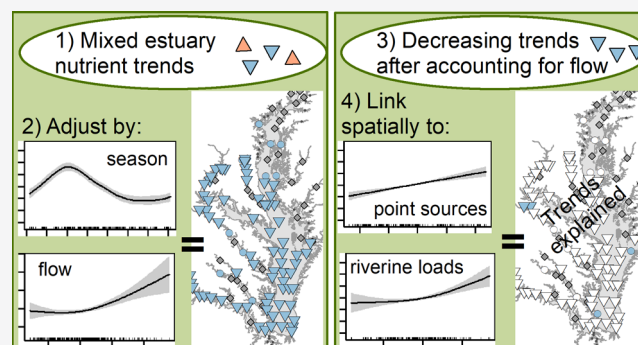 1) Mixed estuary
nutrient trends
2) Adjust by:
season
flow
=
3) Decreasing trends
after accounting for flow
4) Link
spatially to:
point sources
riverine loads
=
Trends
explained